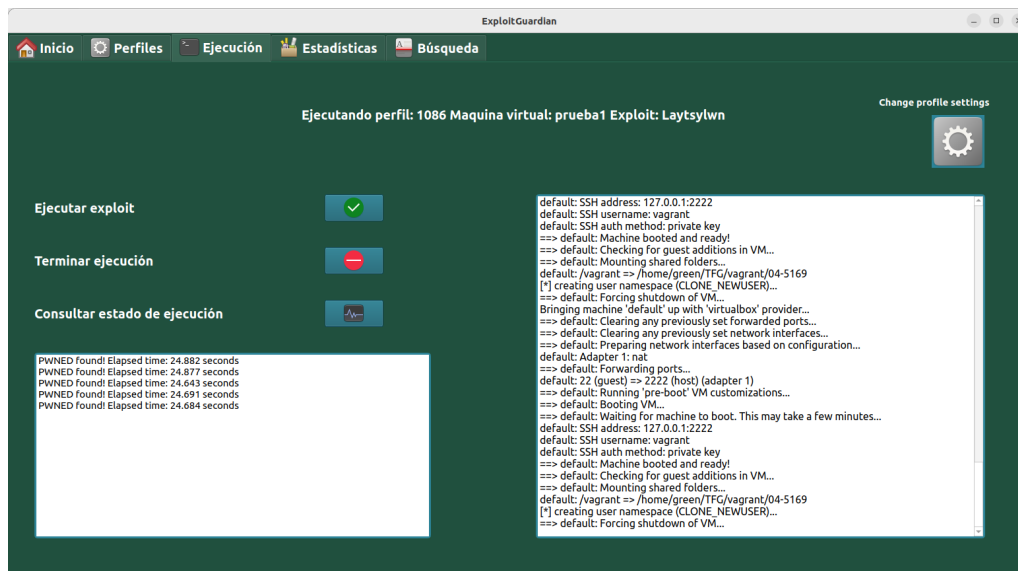 ExploitGuardian
Inicio Perfiles Ejecución Estadísticas Búsqueda
Change profile settings
Ejecutando perfil: 1086 Maquina virtual: prueba1 Exploit: Laytsylwn
Ejecutar exploit
Terminar ejecución
Consultar estado de ejecución
PWNED found! Elapsed time: 24.882 seconds
PWNED found! Elapsed time: 24.877 seconds
PWNED found! Elapsed time: 24.643 seconds
PWNED found! Elapsed time: 24.691 seconds
PWNED found! Elapsed time: 24.684 seconds
default: SSH address: 127.0.0.1:2222
default: SSH username: vagrant
default: SSH auth method: private key
==> default: Machine booted and ready!
==> default: Checking for guest additions in VM...
==> default: Mounting shared folders...
default: /vagrant => /home/green/TFG/vagrant/04-5169
[*] creating user namespace (CLONE_NEWUSER)...
==> default: Forcing shutdown of VM...
Bringing machine 'default' up with 'virtualbox' provider...
==> default: Clearing any previously set forwarded ports...
==> default: Clearing any previously set network interfaces...
==> default: Preparing network interfaces based on configuration...
default: Adapter 1: nat
==> default: Forwarding ports...
default: 22 (guest) => 2222 (host) (adapter 1)
==> default: Running 'pre-boot' VM customizations...
==> default: Booting VM...
==> default: Waiting for machine to boot. This may take a few minutes...
default: SSH address: 127.0.0.1:2222
default: SSH username: vagrant
default: SSH auth method: private key
==> default: Machine booted and ready!
==> default: Checking for guest additions in VM...
==> default: Mounting shared folders...
default: /vagrant => /home/green/TFG/vagrant/04-5169
[*] creating user namespace (CLONE_NEWUSER)...
==> default: Forcing shutdown of VM...